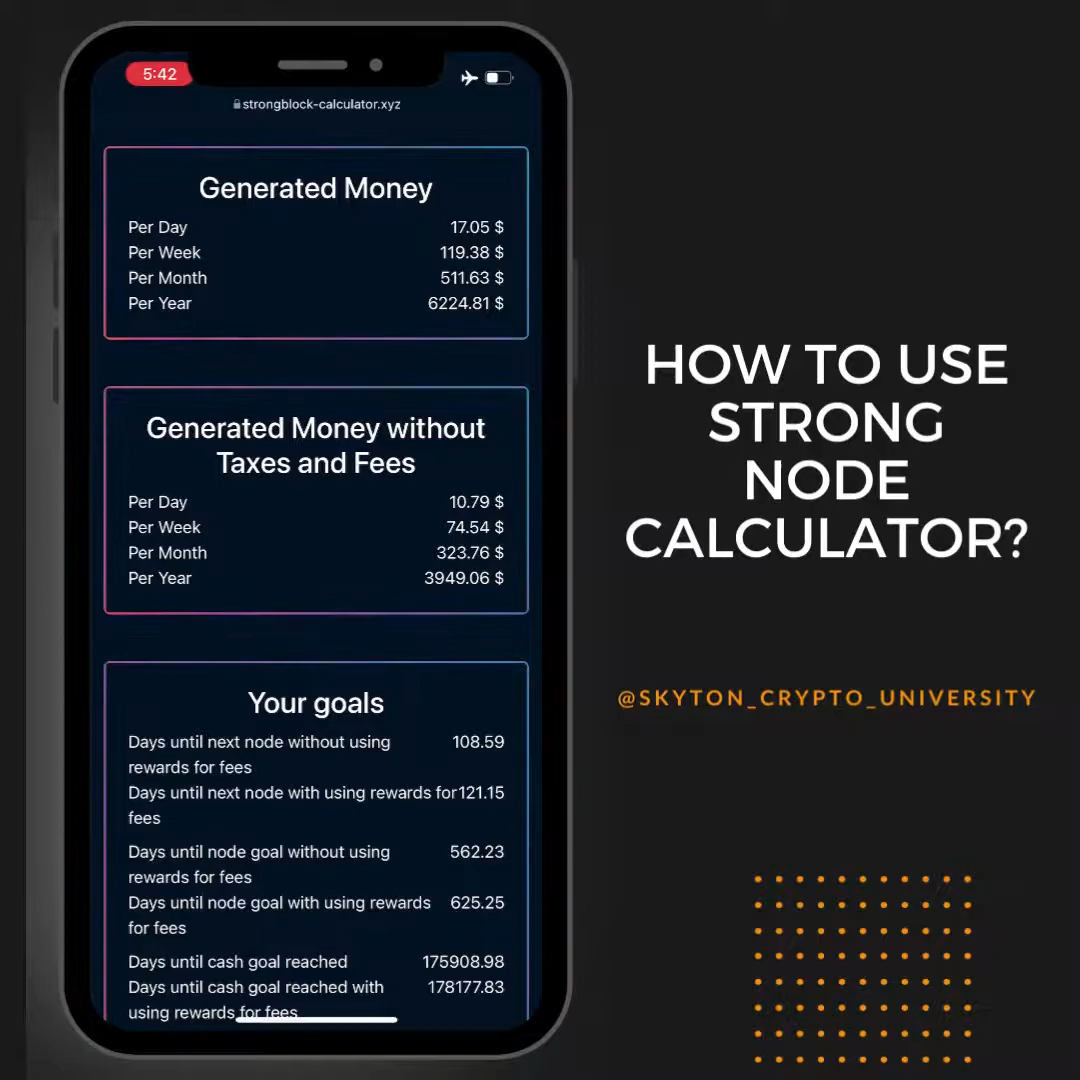 5:42
strongblock-calculator.xyz
Generated Money
Per Day 17.05 $
Per Week 119.38 $
Per Month 511.63 $
Per Year 6224.81 $
Generated Money without
Taxes and Fees
Per Day 10.79 $
Per Week 74.54 $
Per Month 323.76 $
Per Year 3949.06 $
Your goals
Days until next node without using 108.59
rewards for fees
Days until next node with using rewards for 121.15
fees
Days until node goal without using 562.23
rewards for fees
Days until node goal with using rewards 625.25
for fees
Days until cash goal reached 175908.98
Days until cash goal reached with 178177.83
using rewards for fees
HOW TO USE
STRONG
NODE
CALCULATOR?
@SKYTON_CRYPTO_UNIVERSITY